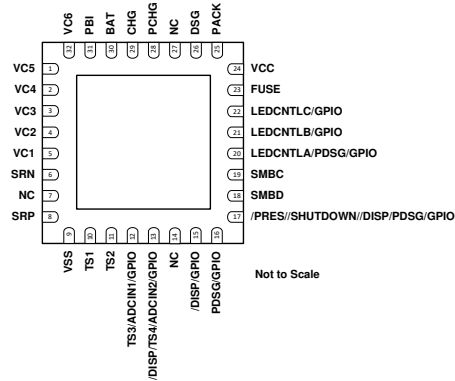 VC6
PBI
BAT
CHG
PCHG
NC
DSG
PACK
32
31
30
29
28
27
26
25
VC5 1
VC4 2
VC3 3
VC2 4
VC1 5
SRN 6
NC 7
SRP 8
24 VCC
23 FUSE
22 LEDCNTLC/GPIO
21 LEDCNTLB/GPIO
20 LEDCNTLA/PDSG/GPIO
19 SMBC
18 SMBD
17 /PRES//SHUTDOWN//DISP/PDSG/GPIO
9
10
11
12
13
14
15
16
VSS
TS1
TS2
TS3/ADCIN1/GPIO
/DISP/TS4/ADCIN2/GPIO
NC
/DISP/GPIO
PDSG/GPIO
Not to Scale